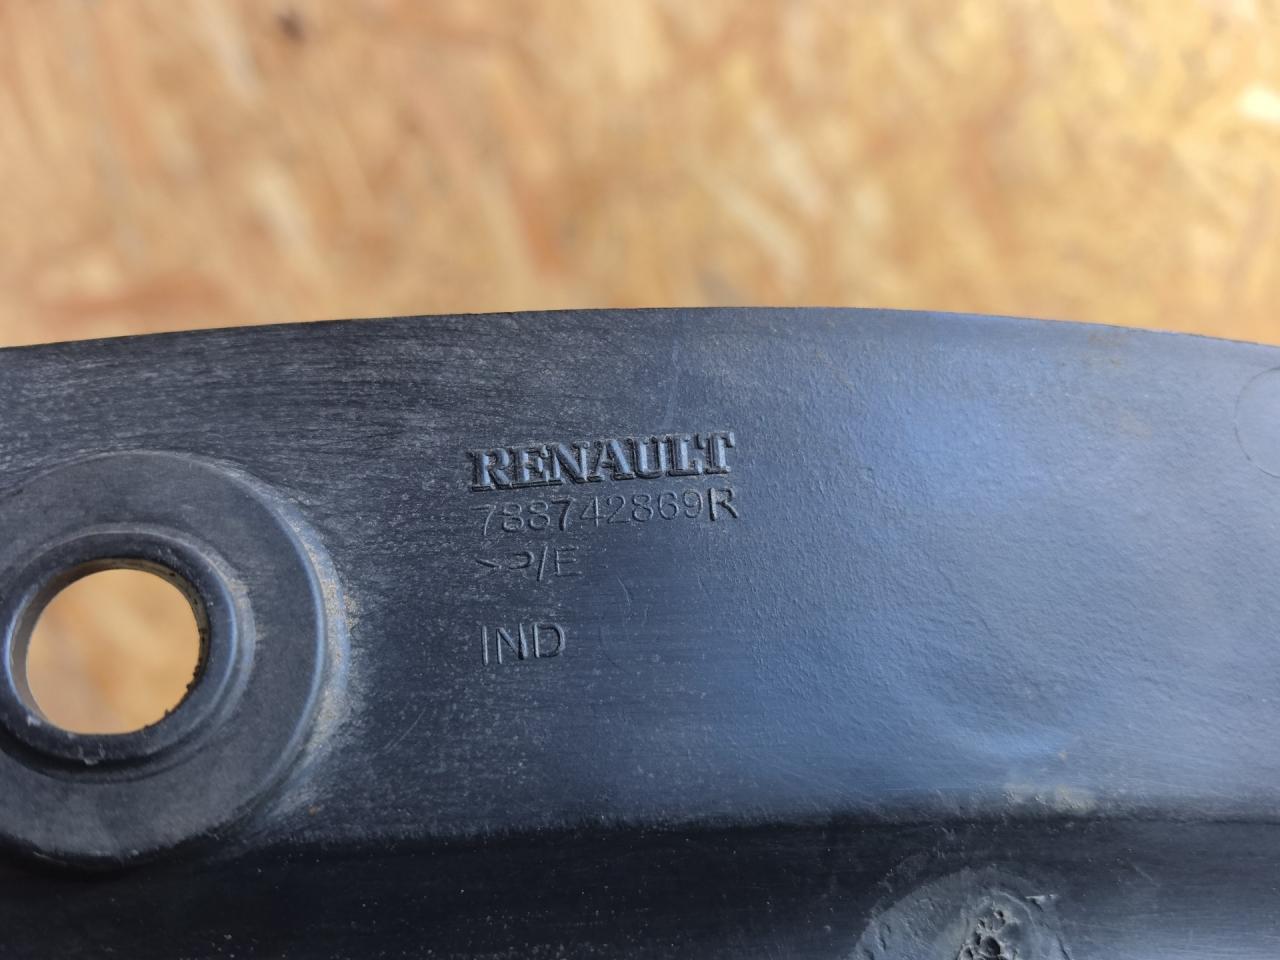 RENAULT
788742869R
>P/E
IND